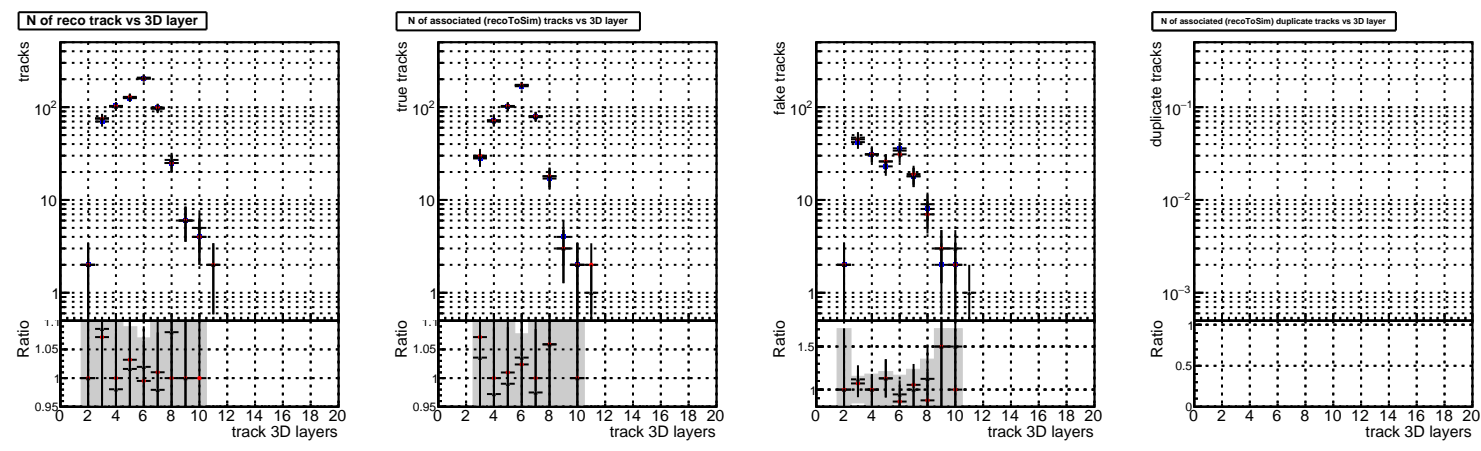 N of reco track vs 3D layer
tracks
10²
10
1
Ratio
1.1
1.05
1
0.95
0 2 4 6 8 10 12 14 16 18 20
track 3D layers
N of associated (recoToSim) tracks vs 3D layer
true tracks
10²
10
1
Ratio
1.1
1.05
1
0.95
0 2 4 6 8 10 12 14 16 18 20
track 3D layers
fake tracks
10²
10
1
Ratio
1.5
1
0 2 4 6 8 10 12 14 16 18 20
track 3D layers
N of associated (recoToSim) duplicate tracks vs 3D layer
duplicate tracks
10⁻¹
10⁻²
10⁻³
Ratio
1
0.5
0
0 2 4 6 8 10 12 14 16 18 20
track 3D layers